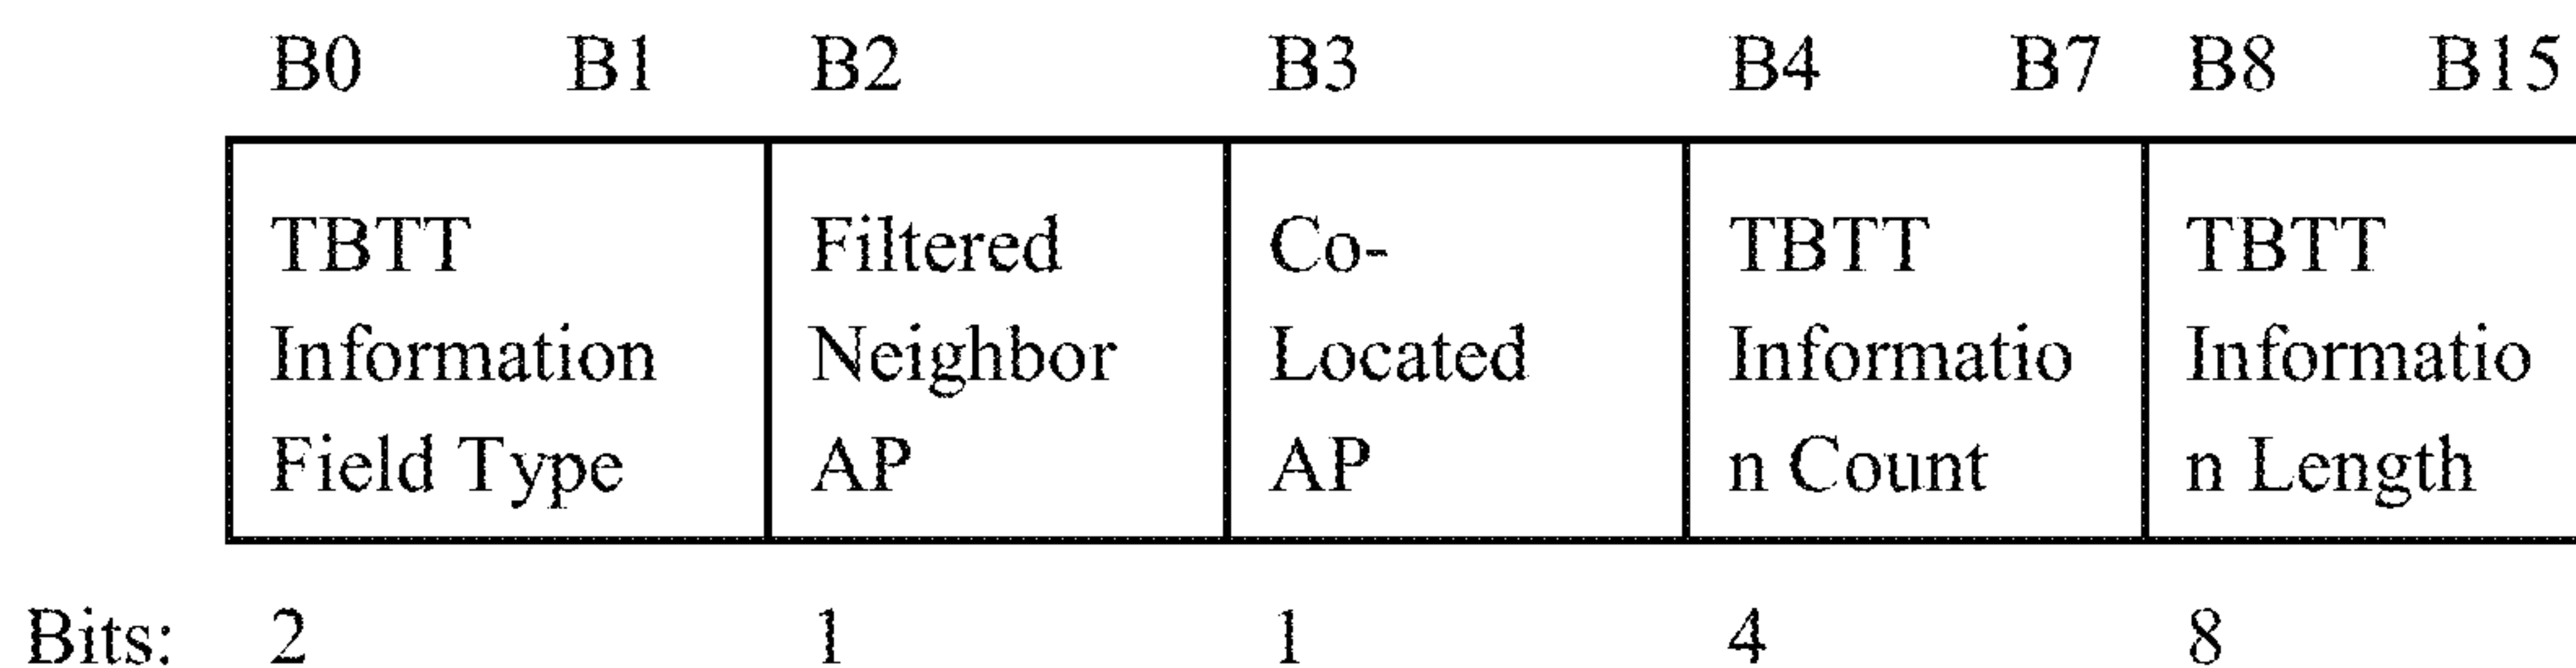 B0 B1 B2 B3 B4 B7 B8 B15
TBTT Filtered Co- TBTT TBTT
Information Neighbor Located Informatio Informatio
Field Type AP AP n Count n Length
Bits: 2 1 1 4 8